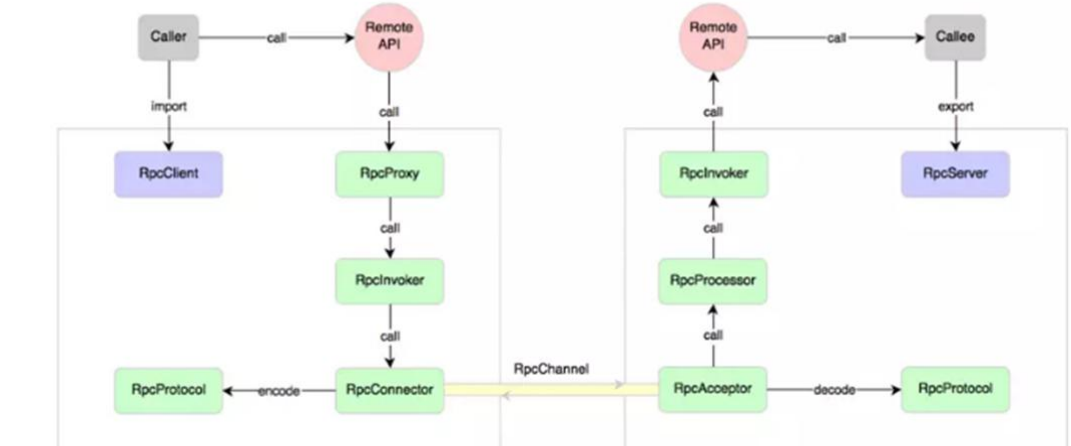 Caller
call
Remote
API
Remote
API
call
Callee
import
call
call
export
RpcClient
RpcProxy
RpcInvoker
RpcServer
call
call
RpcInvoker
RpcProcessor
call
call
RpcChannel
RpcProtocol
encode
RpcConnector
RpcAcceptor
decode
RpcProtocol